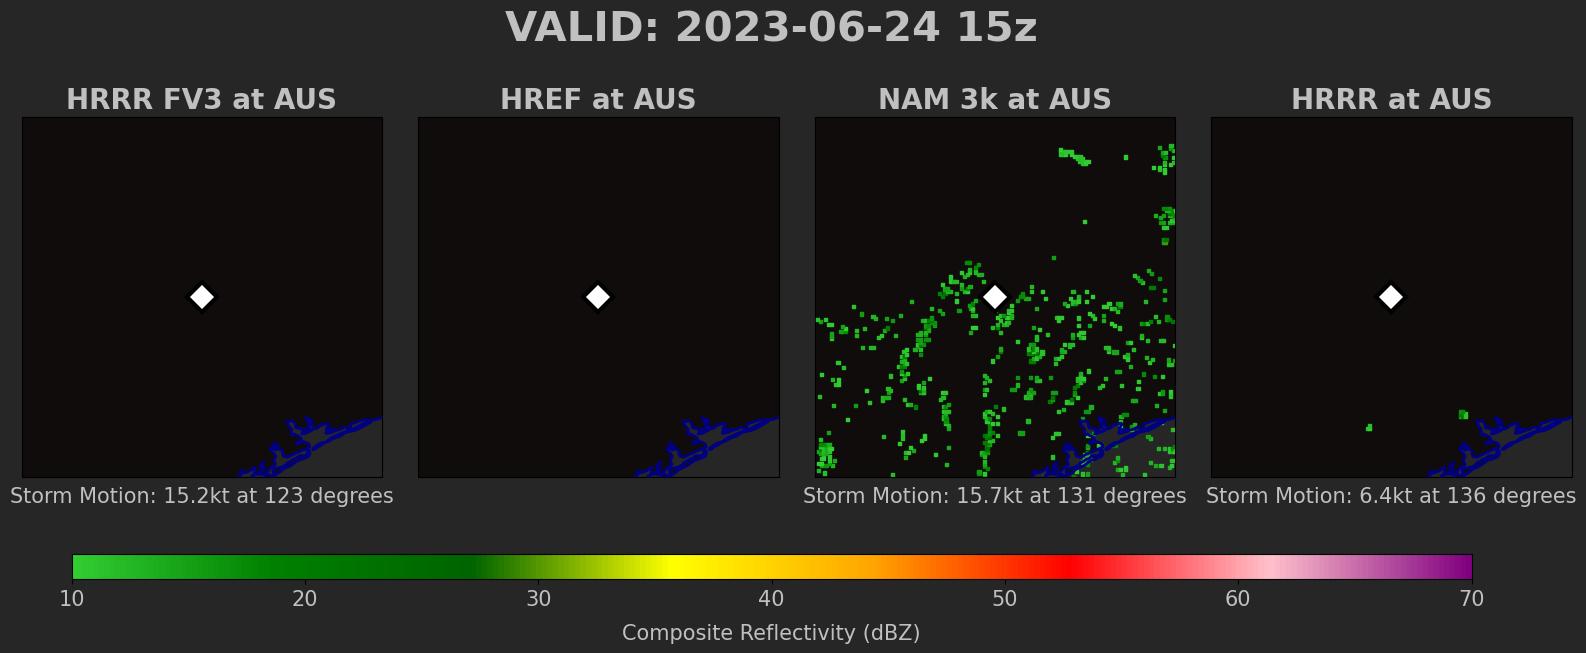 VALID: 2023-06-24 15z
HRRR FV3 at AUS
HREF at AUS
NAM 3k at AUS
HRRR at AUS
Storm Motion: 15.2kt at 123 degrees
Storm Motion: 15.7kt at 131 degrees
Storm Motion: 6.4kt at 136 degrees
10 20 30 40 50 60 70
Composite Reflectivity (dBZ)